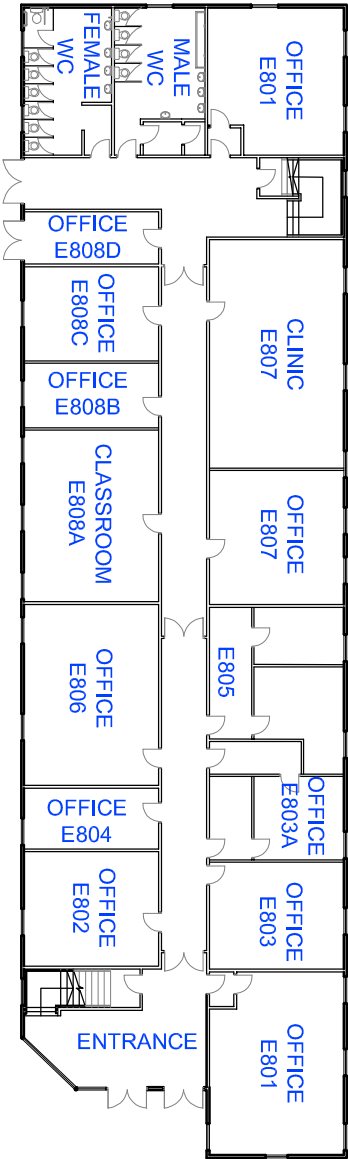 FEMALE
WC
MALE
WC
OFFICE
E801
OFFICE
E808D
OFFICE
E808C
CLINIC
E807
OFFICE
E808B
CLASSROOM
E808A
OFFICE
E807
OFFICE
E806
E805
OFFICE
E804
OFFICE
E803A
OFFICE
E802
OFFICE
E803
ENTRANCE
OFFICE
E801